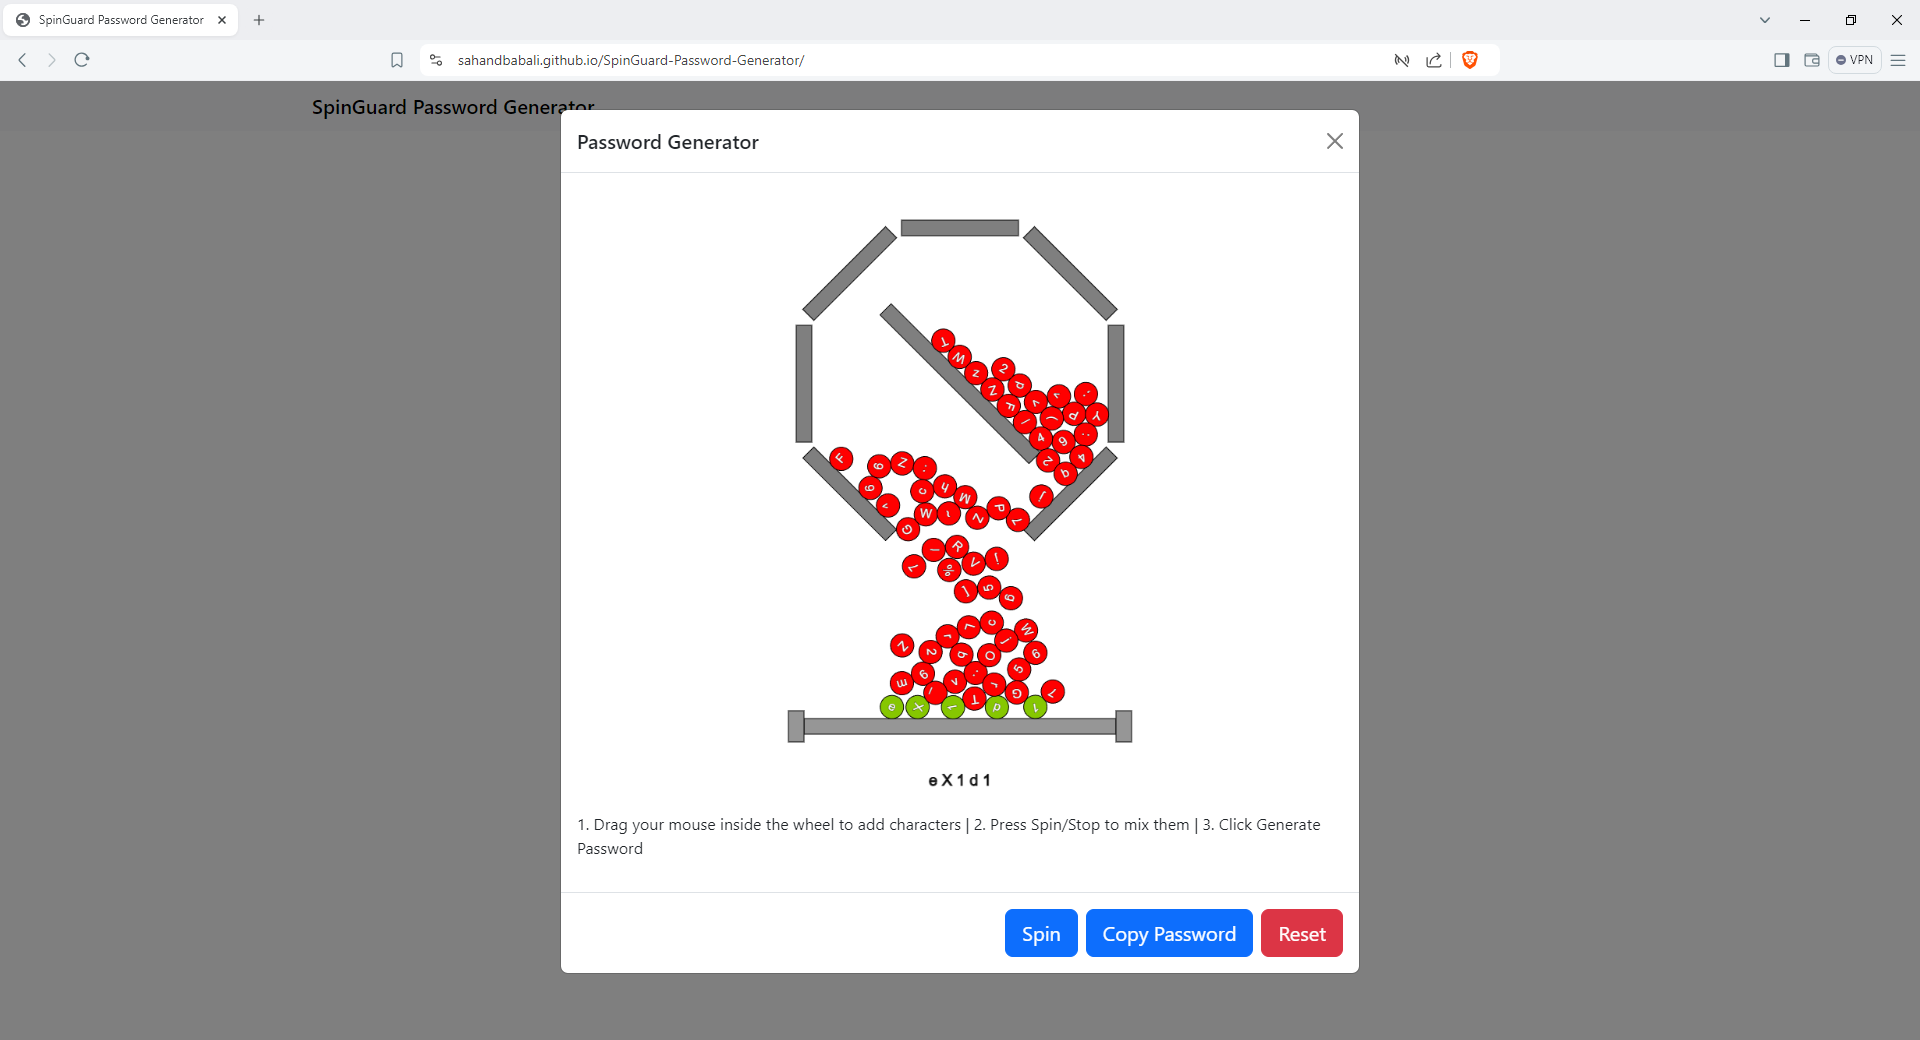 SpinGuard Password Generator
sahandbabali.github.io/SpinGuard-Password-Generator/
VPN
SpinGuard Password Generator
Password Generator
e X 1 d 1
1. Drag your mouse inside the wheel to add characters | 2. Press Spin/Stop to mix them | 3. Click Generate
Password
Spin
Copy Password
Reset